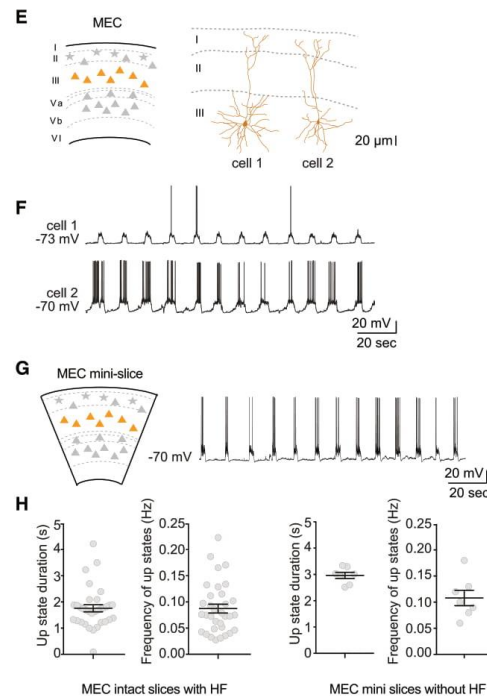 E
MEC
I
II
III
Va
Vb
VI
I
II
III
20 µm
cell 1
cell 2
F
cell 1
-73 mV
cell 2
-70 mV
20 mV
20 sec
G
MEC mini-slice
-70 mV
20 mV
20 sec
H
Up state duration (s)
5
4
3
2
1
0
Frequency of up states (Hz)
0.25
0.20
0.15
0.10
0.05
0.00
Up state duration (s)
5
4
3
2
1
0
Frequency of up states (Hz)
0.25
0.20
0.15
0.10
0.05
0.00
MEC intact slices with HF
MEC mini slices without HF